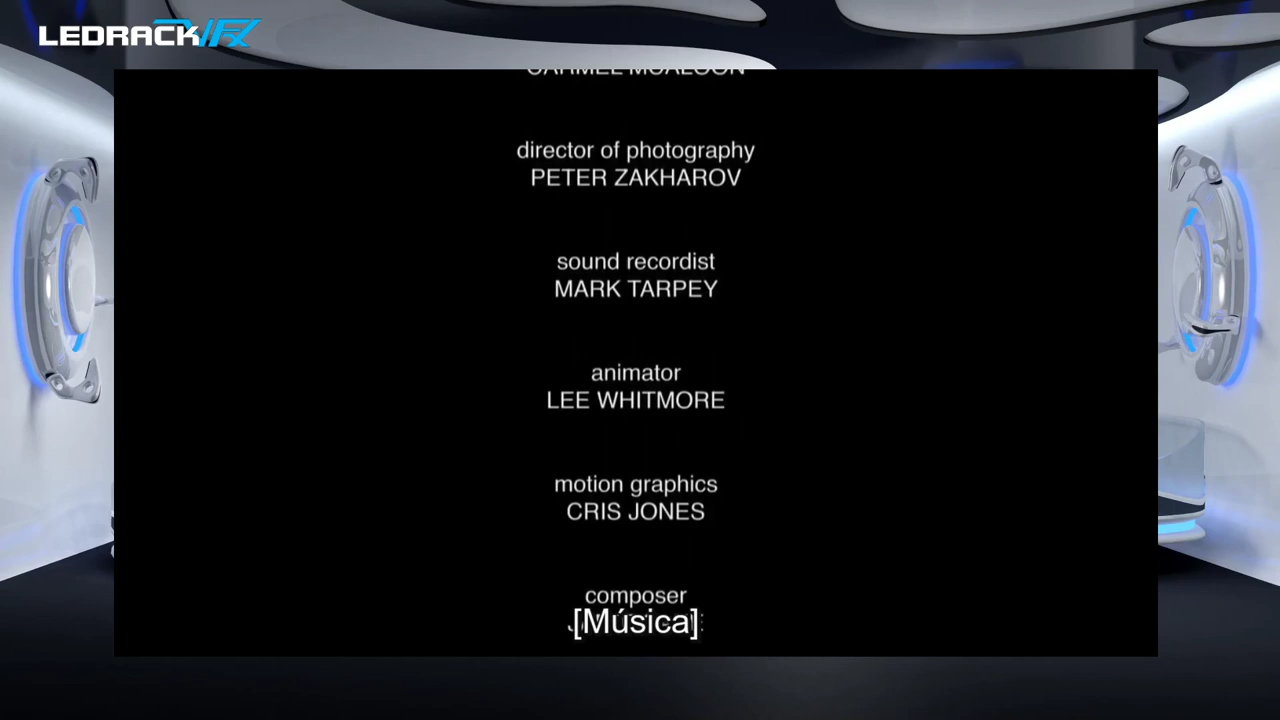 LEDRACK//FX
director of photography
PETER ZAKHAROV
sound recordist
MARK TARPEY
animator
LEE WHITMORE
motion graphics
CRIS JONES
composer
[Música]